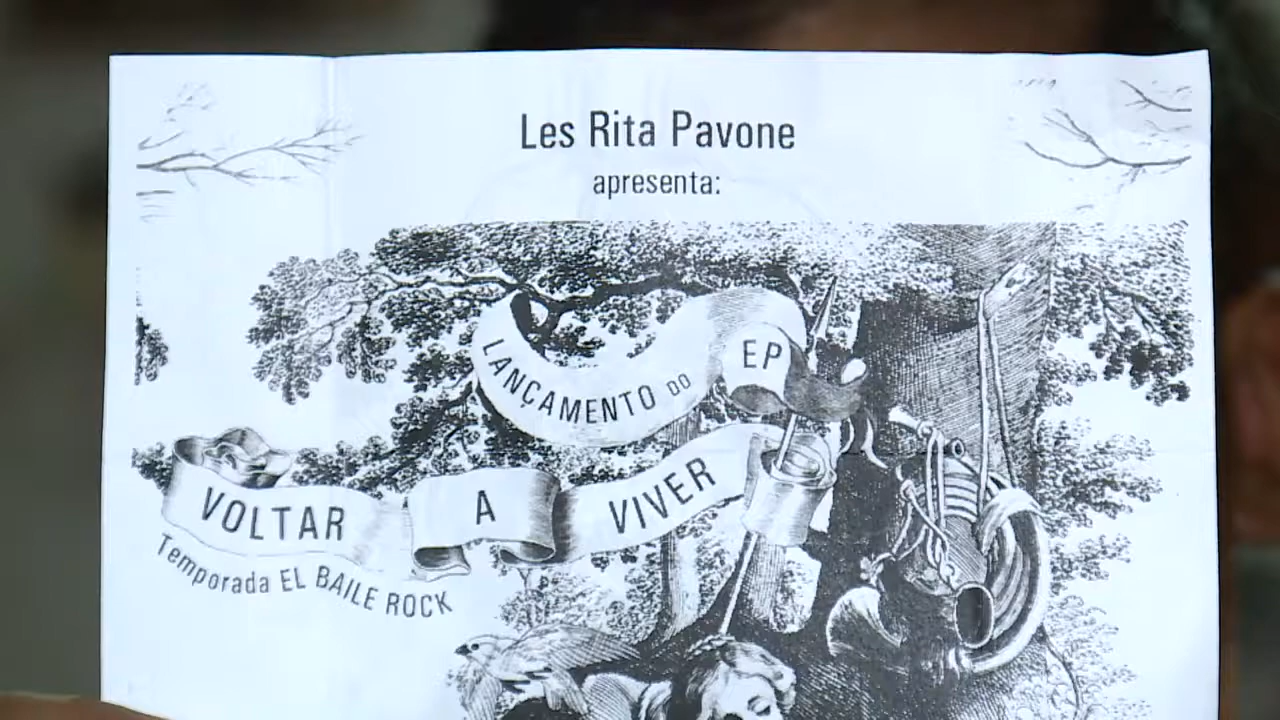 Les Rita Pavone
apresenta:
LANÇAMENTO DO EP
VOLTAR A VIVER
Temporada EL BAILE ROCK